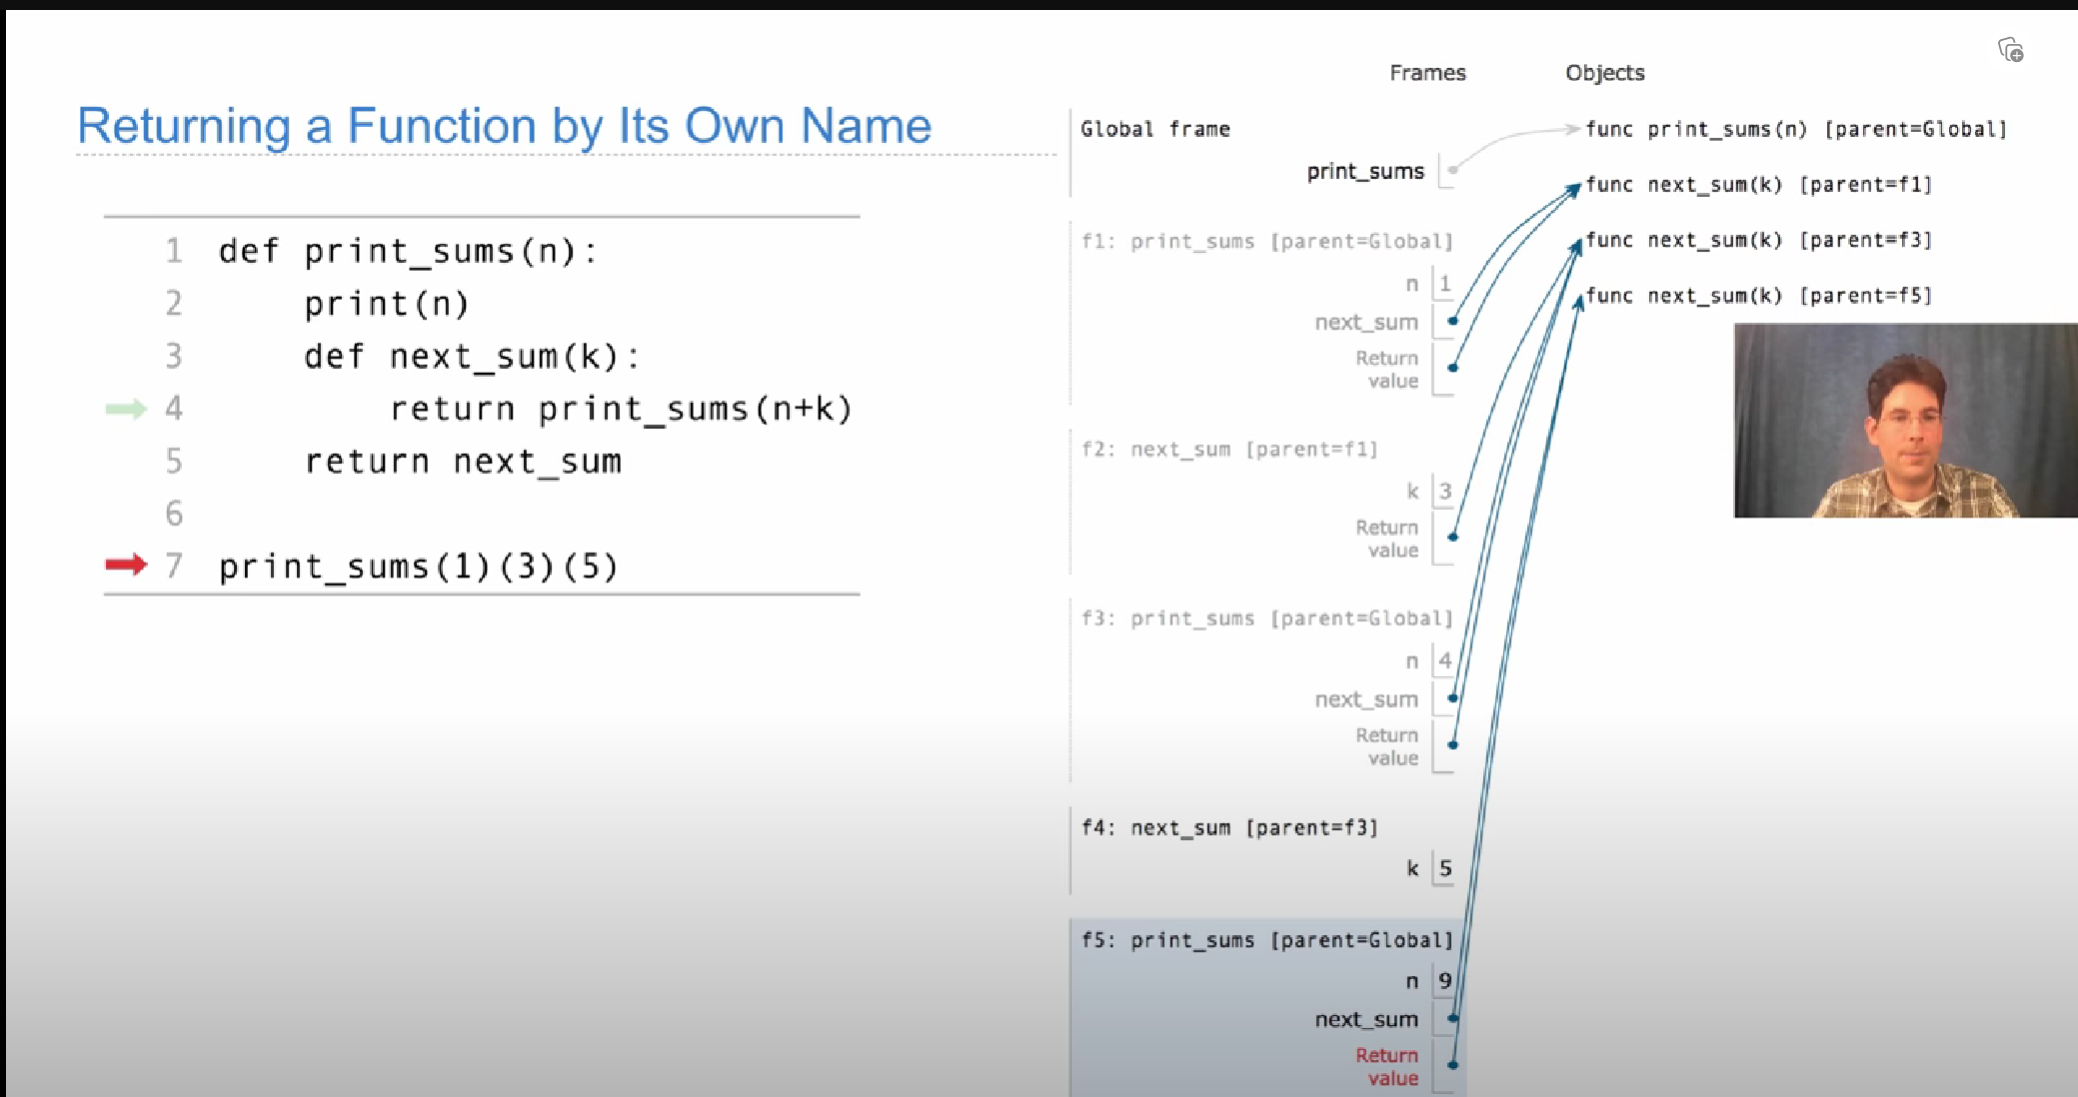 Returning a Function by Its Own Name
1 def print_sums(n):
2 print(n)
3 def next_sum(k):
4 return print_sums(n+k)
5 return next_sum
6
7 print_sums(1)(3)(5)
Frames Objects
Global frame
print_sums
func print_sums(n) [parent=Global]
func next_sum(k) [parent=f1]
func next_sum(k) [parent=f3]
func next_sum(k) [parent=f5]
f1: print_sums [parent=Global]
n 1
next_sum
Return
value
f2: next_sum [parent=f1]
k 3
Return
value
f3: print_sums [parent=Global]
n 4
next_sum
Return
value
f4: next_sum [parent=f3]
k 5
f5: print_sums [parent=Global]
n 9
next_sum
Return
value